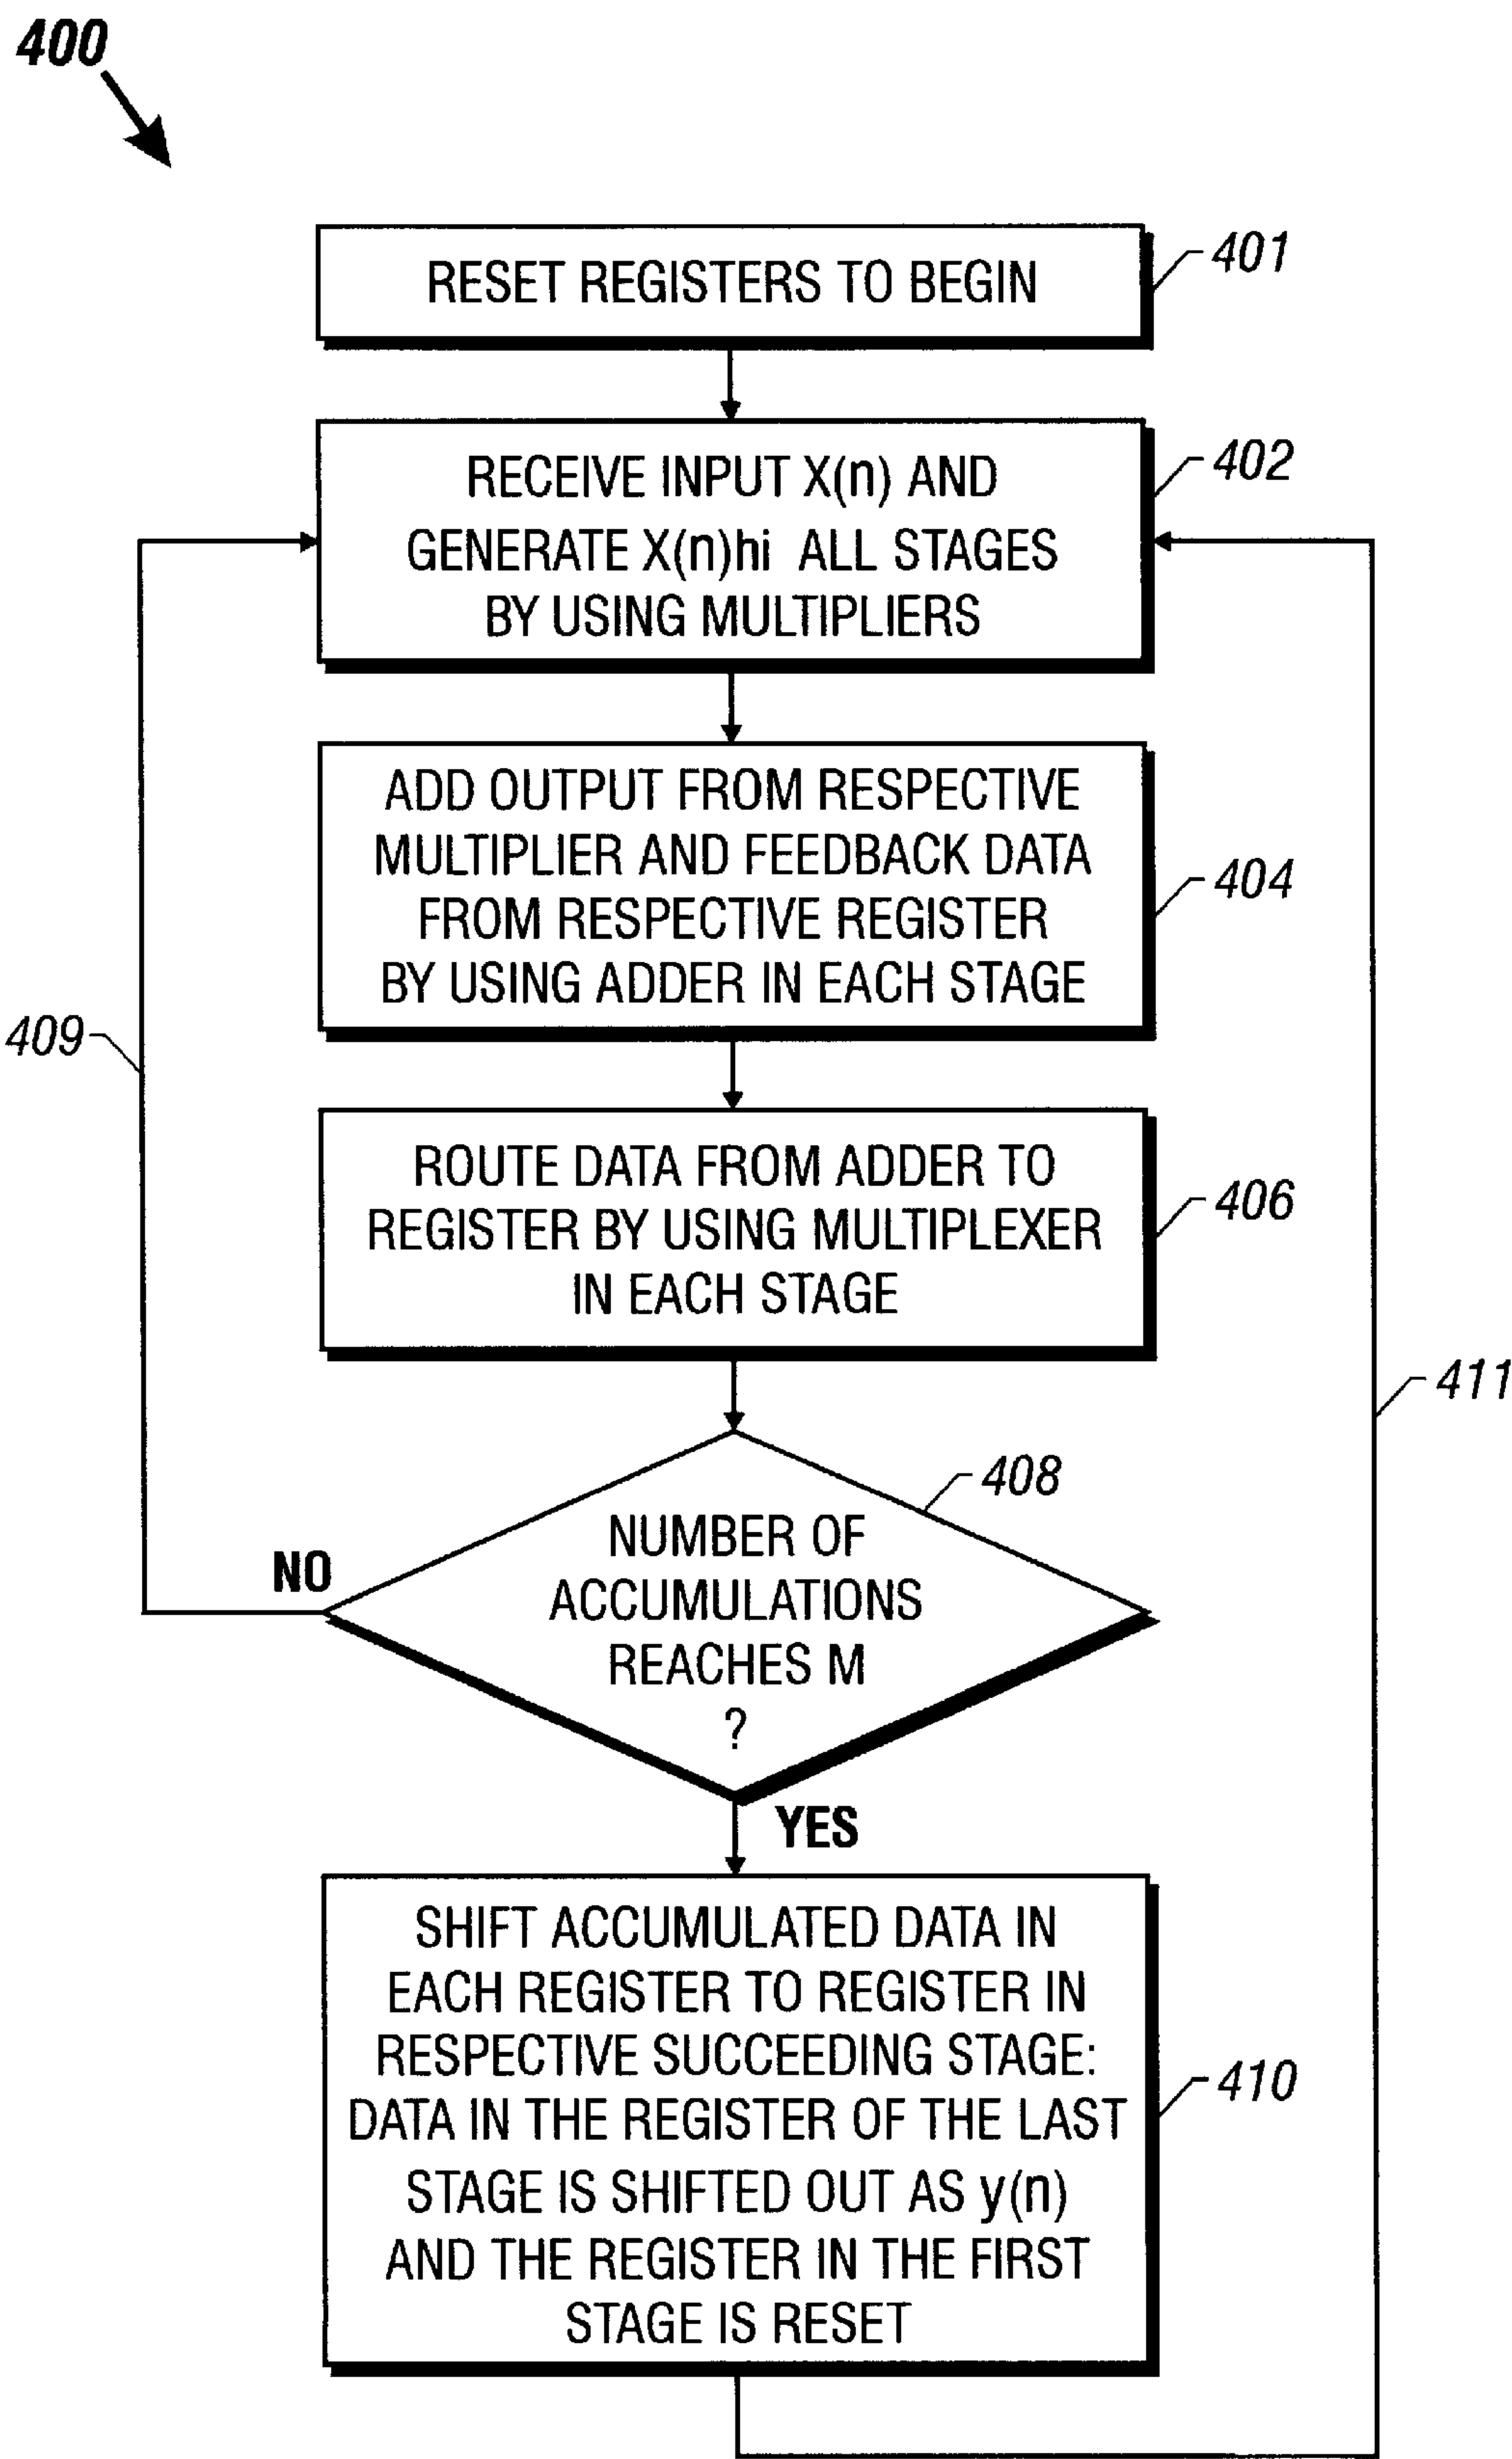 400
RESET REGISTERS TO BEGIN
401
RECEIVE INPUT X(n) AND
GENERATE X(n)hi ALL STAGES
BY USING MULTIPLIERS
402
ADD OUTPUT FROM RESPECTIVE
MULTIPLIER AND FEEDBACK DATA
FROM RESPECTIVE REGISTER
BY USING ADDER IN EACH STAGE
404
409
ROUTE DATA FROM ADDER TO
REGISTER BY USING MULTIPLEXER
IN EACH STAGE
406
411
408
NUMBER OF
ACCUMULATIONS
REACHES M
?
NO
YES
SHIFT ACCUMULATED DATA IN
EACH REGISTER TO REGISTER IN
RESPECTIVE SUCCEEDING STAGE:
DATA IN THE REGISTER OF THE LAST
STAGE IS SHIFTED OUT AS y(n)
AND THE REGISTER IN THE FIRST
STAGE IS RESET
410